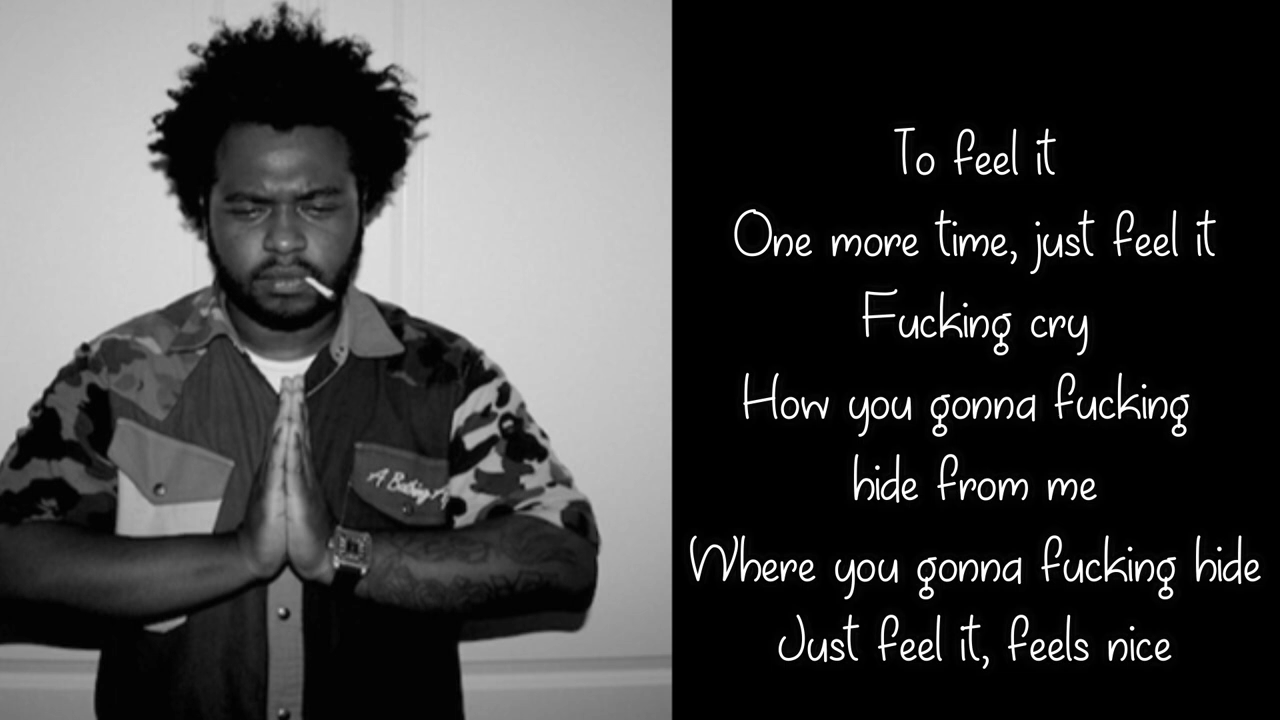 A Bathing A
To feel it
One more time, just feel it
Fucking cry
How you gonna fucking
hide from me
Where you gonna fucking hide
Just feel it, feels nice